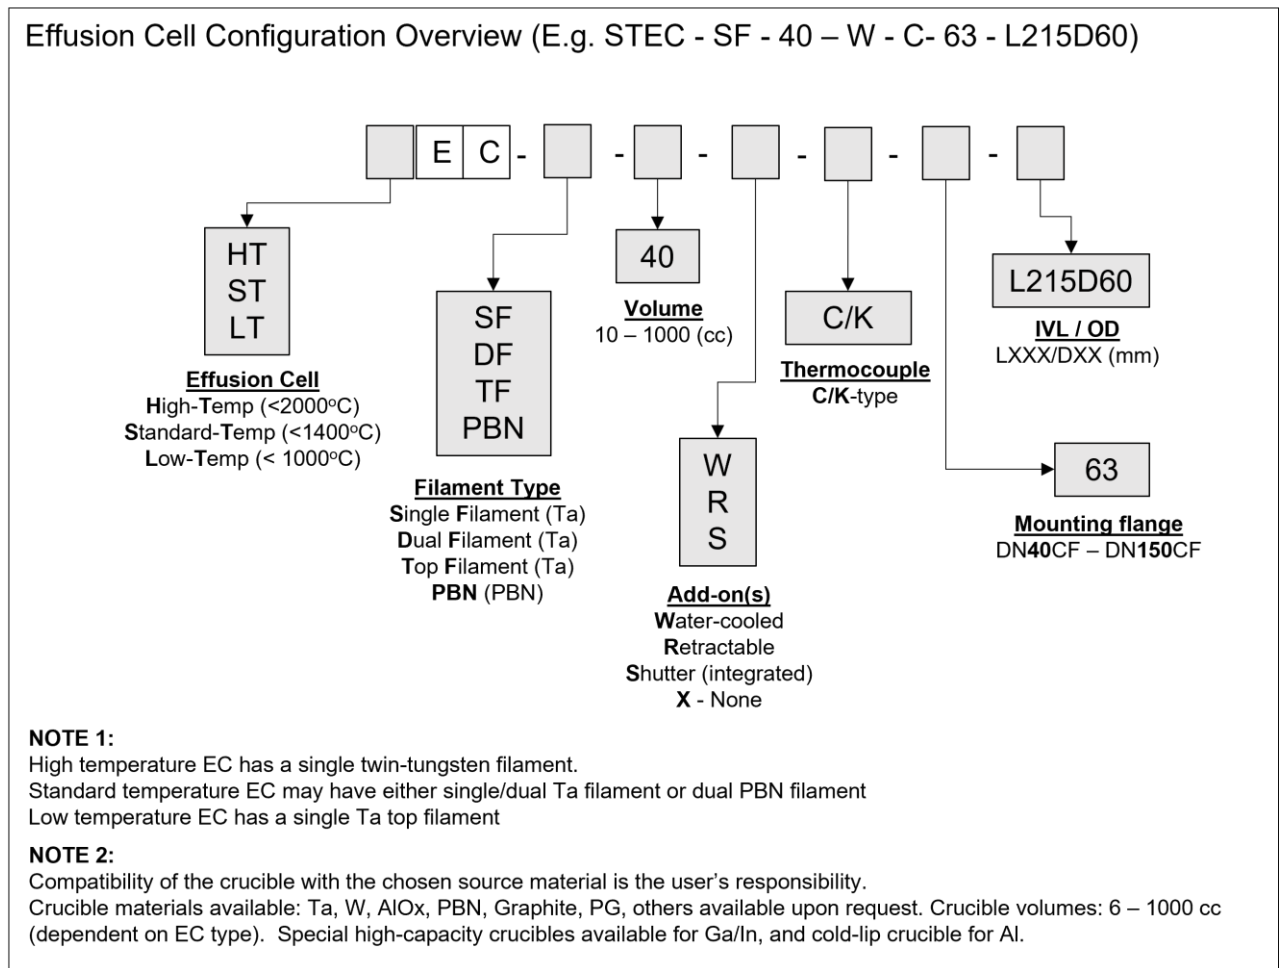 Effusion Cell Configuration Overview (E.g. STEC - SF - 40 – W - C- 63 - L215D60)
E C - - - - - -
HT
ST
LT
Effusion Cell
High-Temp (<2000°C)
Standard-Temp (<1400°C)
Low-Temp (< 1000°C)
SF
DF
TF
PBN
Filament Type
Single Filament (Ta)
Dual Filament (Ta)
Top Filament (Ta)
PBN (PBN)
40
Volume
10 – 1000 (cc)
W
R
S
Add-on(s)
Water-cooled
Retractable
Shutter (integrated)
X - None
C/K
Thermocouple
C/K-type
L215D60
IVL / OD
LXXX/DXX (mm)
63
Mounting flange
DN40CF – DN150CF
NOTE 1:
High temperature EC has a single twin-tungsten filament.
Standard temperature EC may have either single/dual Ta filament or dual PBN filament
Low temperature EC has a single Ta top filament
NOTE 2:
Compatibility of the crucible with the chosen source material is the user’s responsibility.
Crucible materials available: Ta, W, AlOx, PBN, Graphite, PG, others available upon request. Crucible volumes: 6 – 1000 cc
(dependent on EC type).  Special high-capacity crucibles available for Ga/In, and cold-lip crucible for Al.